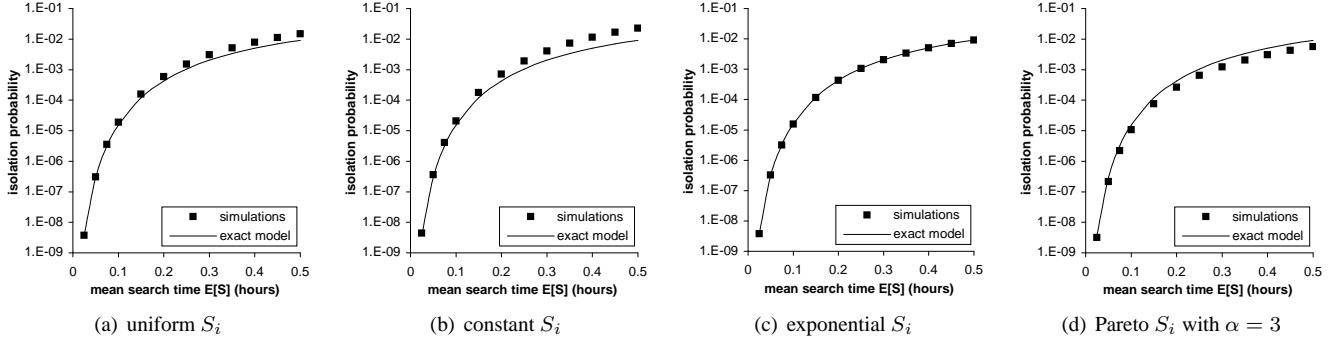 1.E+00
1.E-01
1.E-02
1.E-03
1.E-04
1.E-05
1.E-06
1.E-07
1.E-08
1.E-09
isolation probability
simulations
exact model
0 0.1 0.2 0.3 0.4 0.5
mean search time E[S] (hours)
(a) uniform S_i
1.E+00
1.E-01
1.E-02
1.E-03
1.E-04
1.E-05
1.E-06
1.E-07
1.E-08
1.E-09
isolation probability
simulations
exact model
0 0.1 0.2 0.3 0.4 0.5
mean search time E[S] (hours)
(b) constant S_i
1.E+00
1.E-01
1.E-02
1.E-03
1.E-04
1.E-05
1.E-06
1.E-07
1.E-08
1.E-09
isolation probability
simulations
exact model
0 0.1 0.2 0.3 0.4 0.5
mean search time E[S] (hours)
(c) exponential S_i
1.E+00
1.E-01
1.E-02
1.E-03
1.E-04
1.E-05
1.E-06
1.E-07
1.E-08
1.E-09
isolation probability
simulations
exact model
0 0.1 0.2 0.3 0.4 0.5
mean search time E[S] (hours)
(d) Pareto S_i with α = 3